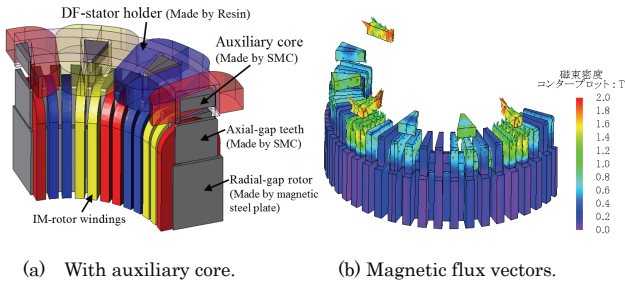 DF-stator holder (Made by Resin)
Auxiliary core
(Made by SMC)
Axial-gap teeth
(Made by SMC)
Radial-gap rotor
(Made by magnetic
steel plate)
IM-rotor windings
磁束密度
コンタープロット : T
2.0
1.8
1.6
1.4
1.2
1.0
0.8
0.6
0.4
0.2
0.0
(a) With auxiliary core.
(b) Magnetic flux vectors.